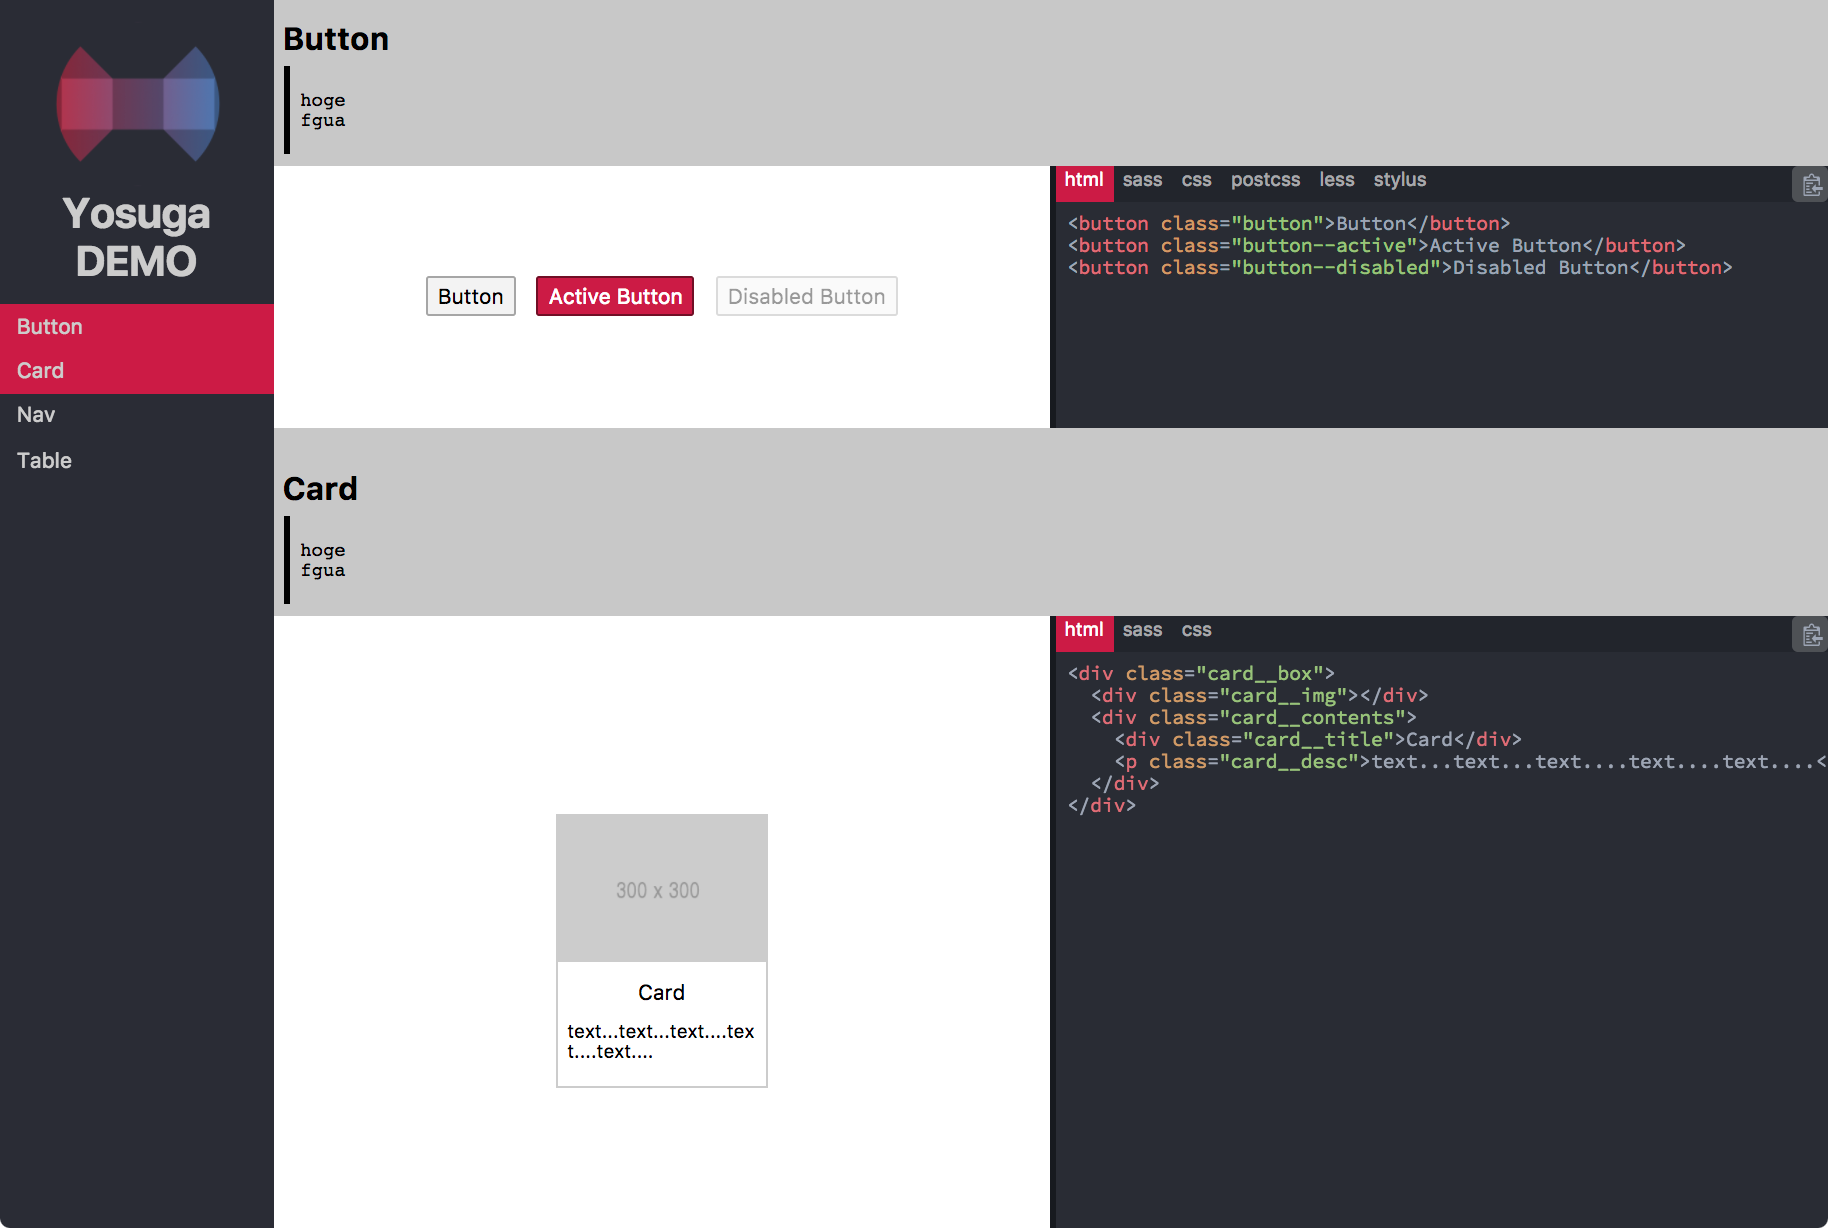 Yosuga
DEMO
Button
Card
Nav
Table
Button
hoge
fgua
Button
Active Button
Disabled Button
html sass css postcss less stylus
<button class="button">Button</button>
<button class="button--active">Active Button</button>
<button class="button--disabled">Disabled Button</button>
Card
hoge
fgua
300 x 300
Card
text...text...text....tex
t....text....
html sass css
<div class="card__box">
  <div class="card__img"></div>
  <div class="card__contents">
    <div class="card__title">Card</div>
    <p class="card__desc">text...text...text....text....text....<
  </div>
</div>